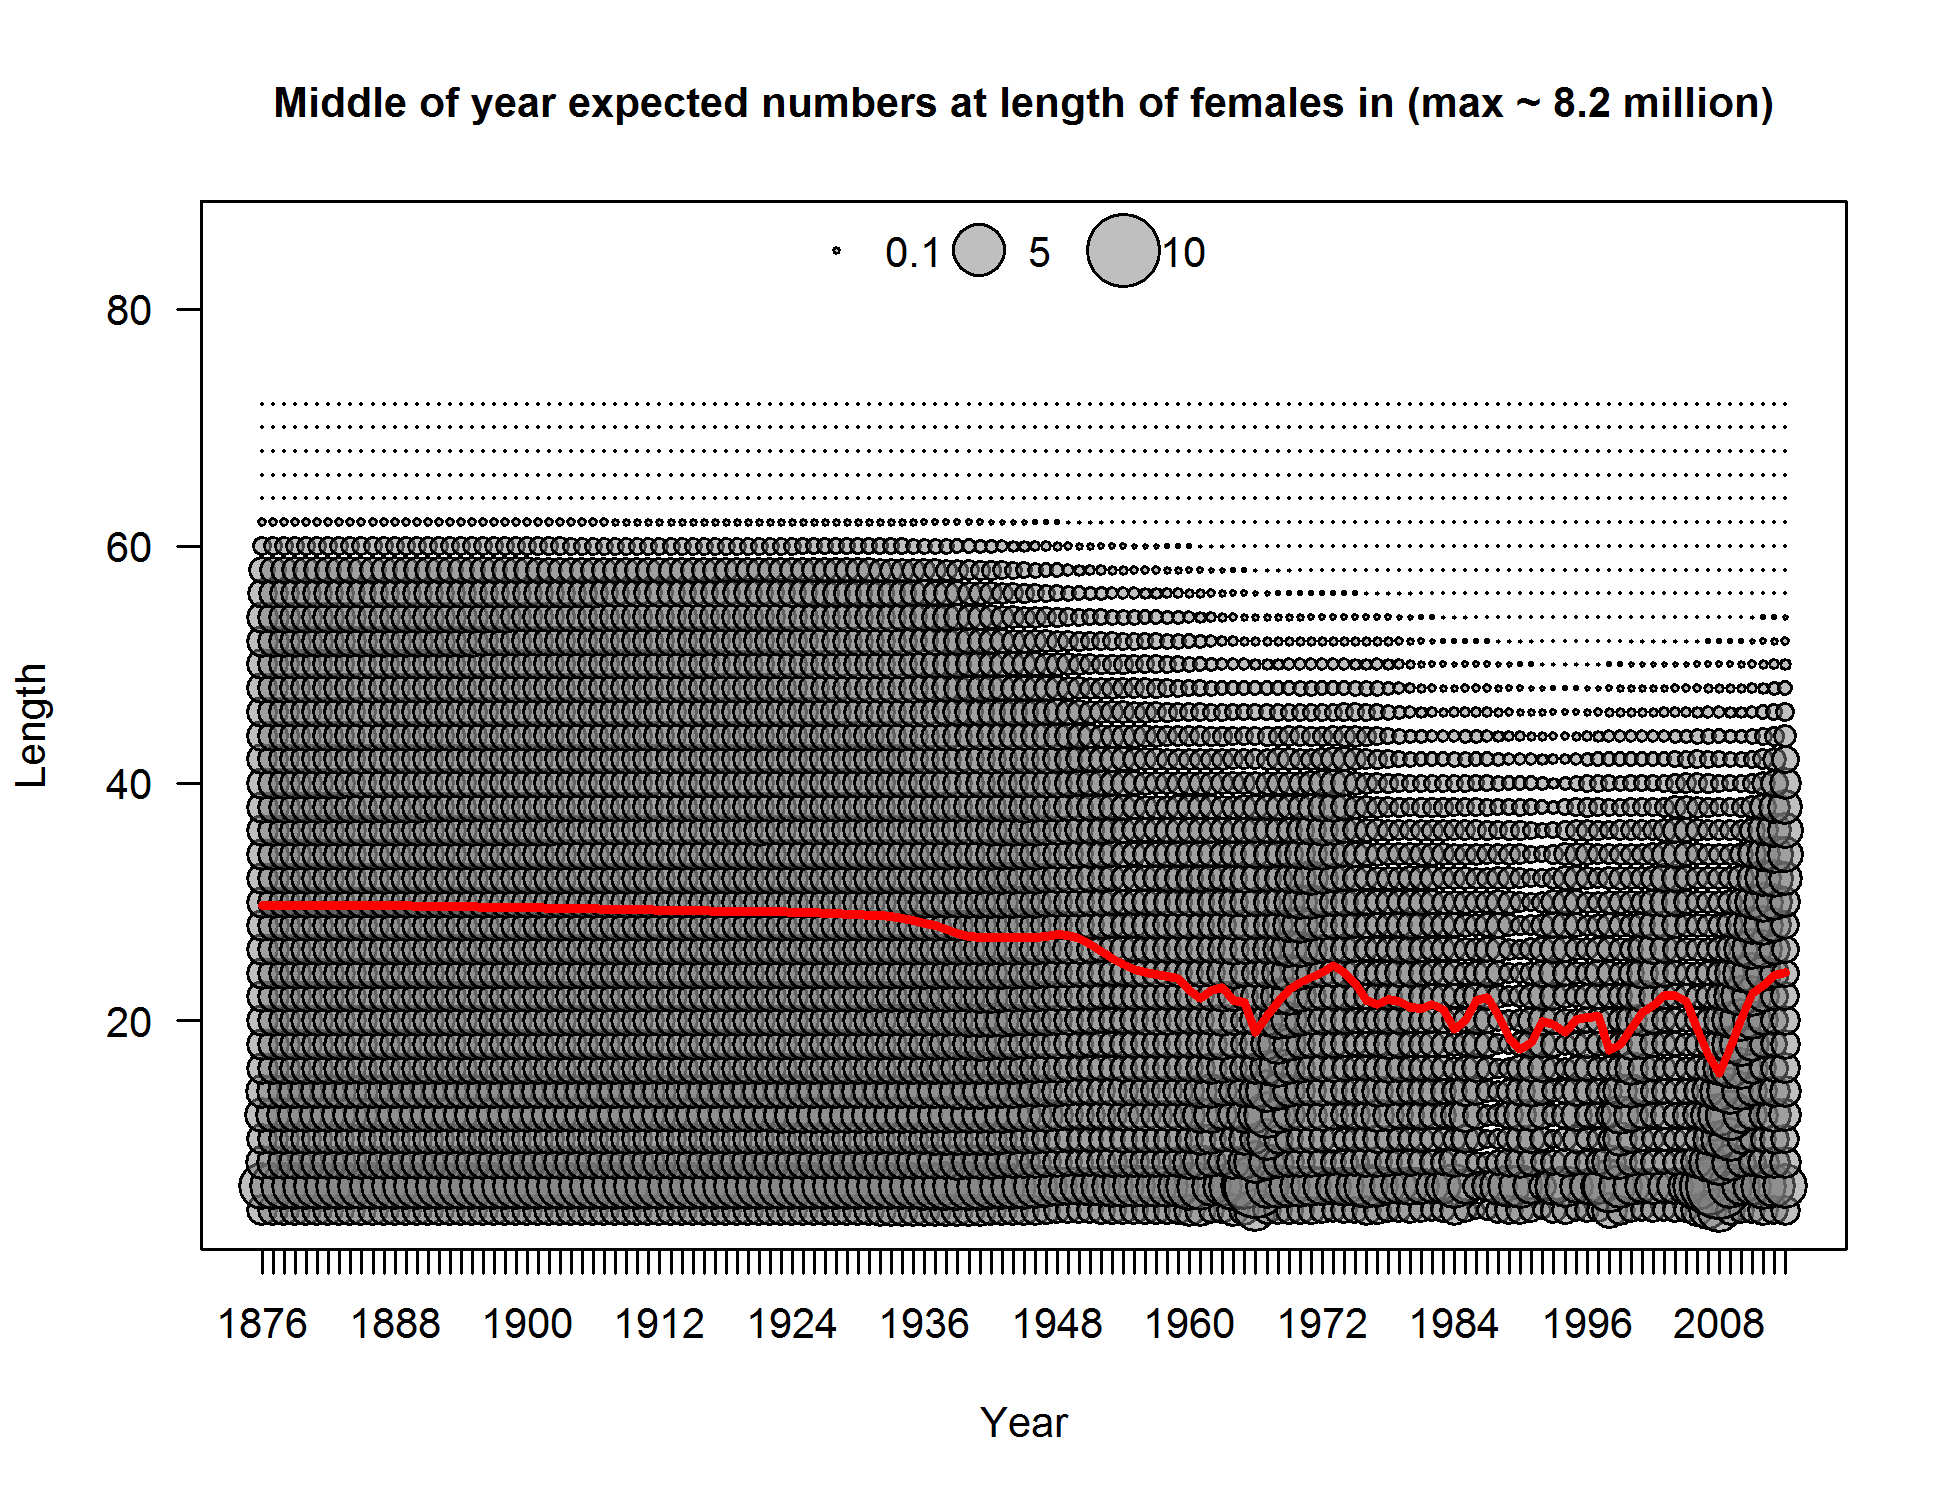 Middle of year expected numbers at length of females in (max ~ 8.2 million)
0.1 5 10
80
60
40
20
Length
1876 1888 1900 1912 1924 1936 1948 1960 1972 1984 1996 2008
Year